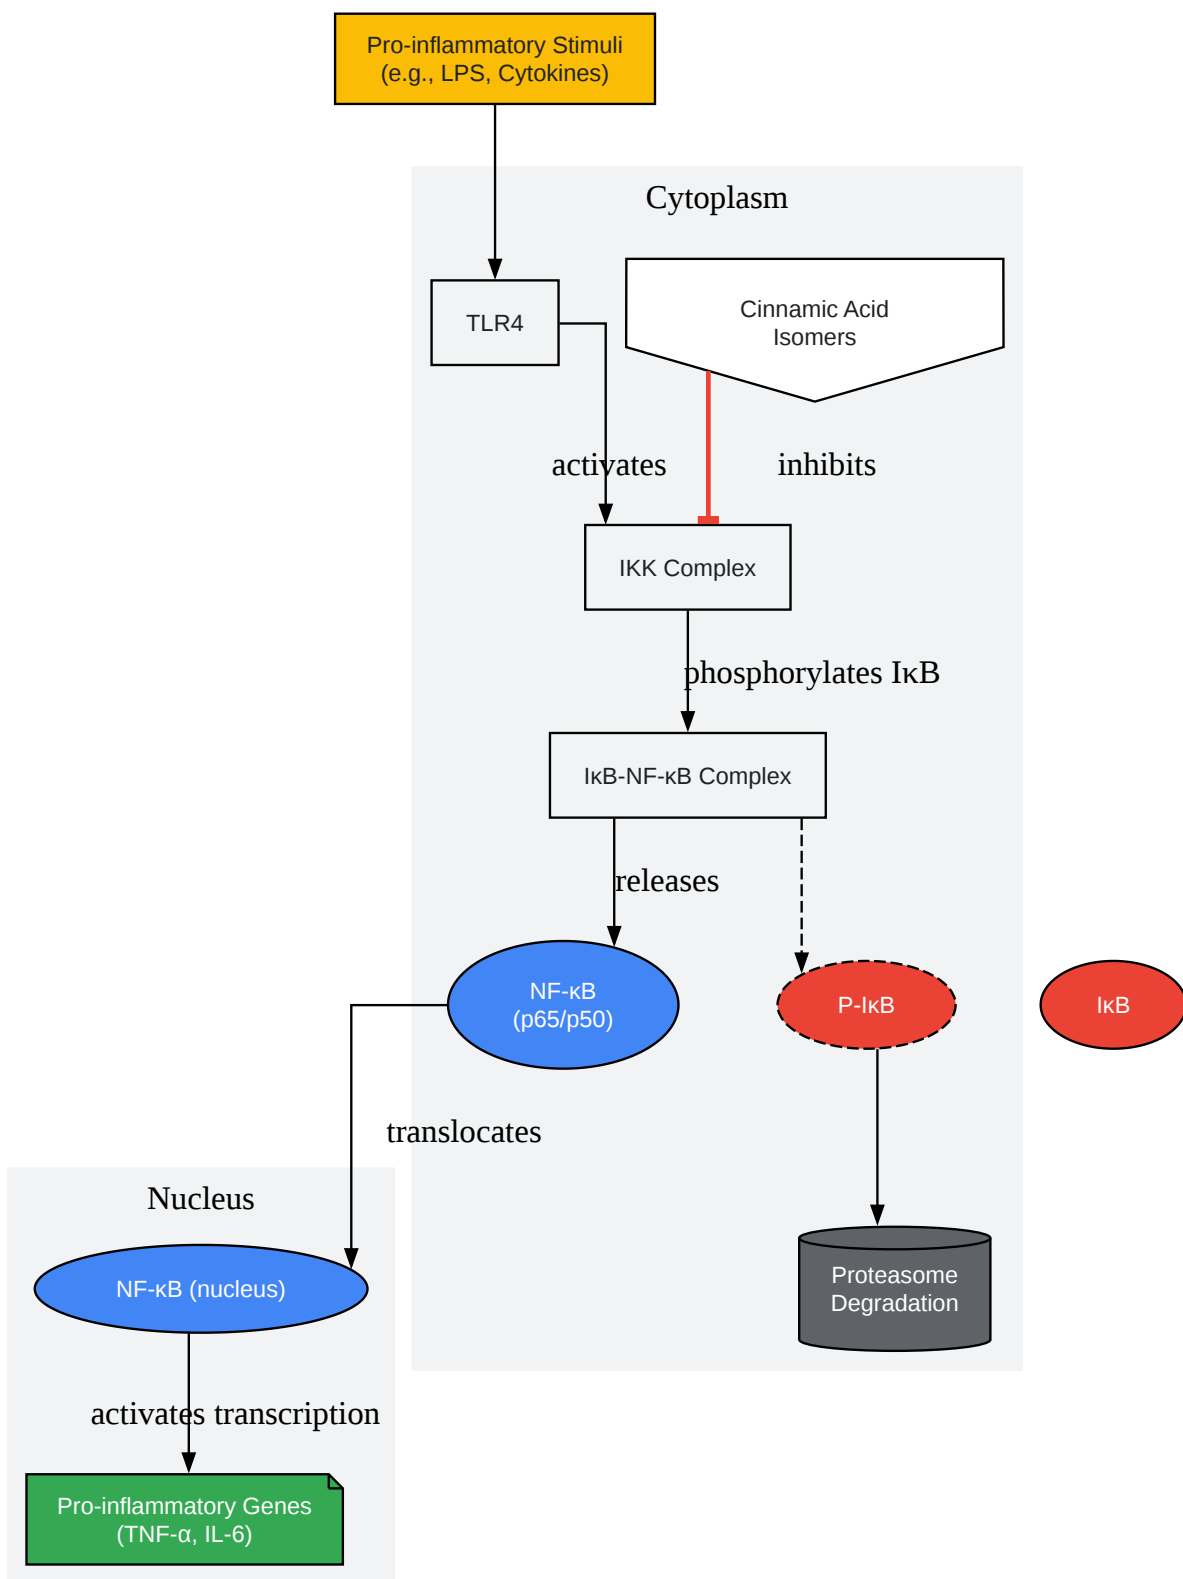 Pro-inflammatory Stimuli
(e.g., LPS, Cytokines)
Cytoplasm
TLR4
Cinnamic Acid
Isomers
activates
inhibits
IKK Complex
phosphorylates IκB
IκB-NF-κB Complex
releases
NF-κB
(p65/p50)
P-IκB
IκB
translocates
Nucleus
NF-κB (nucleus)
Proteasome
Degradation
activates transcription
Pro-inflammatory Genes
(TNF-α, IL-6)